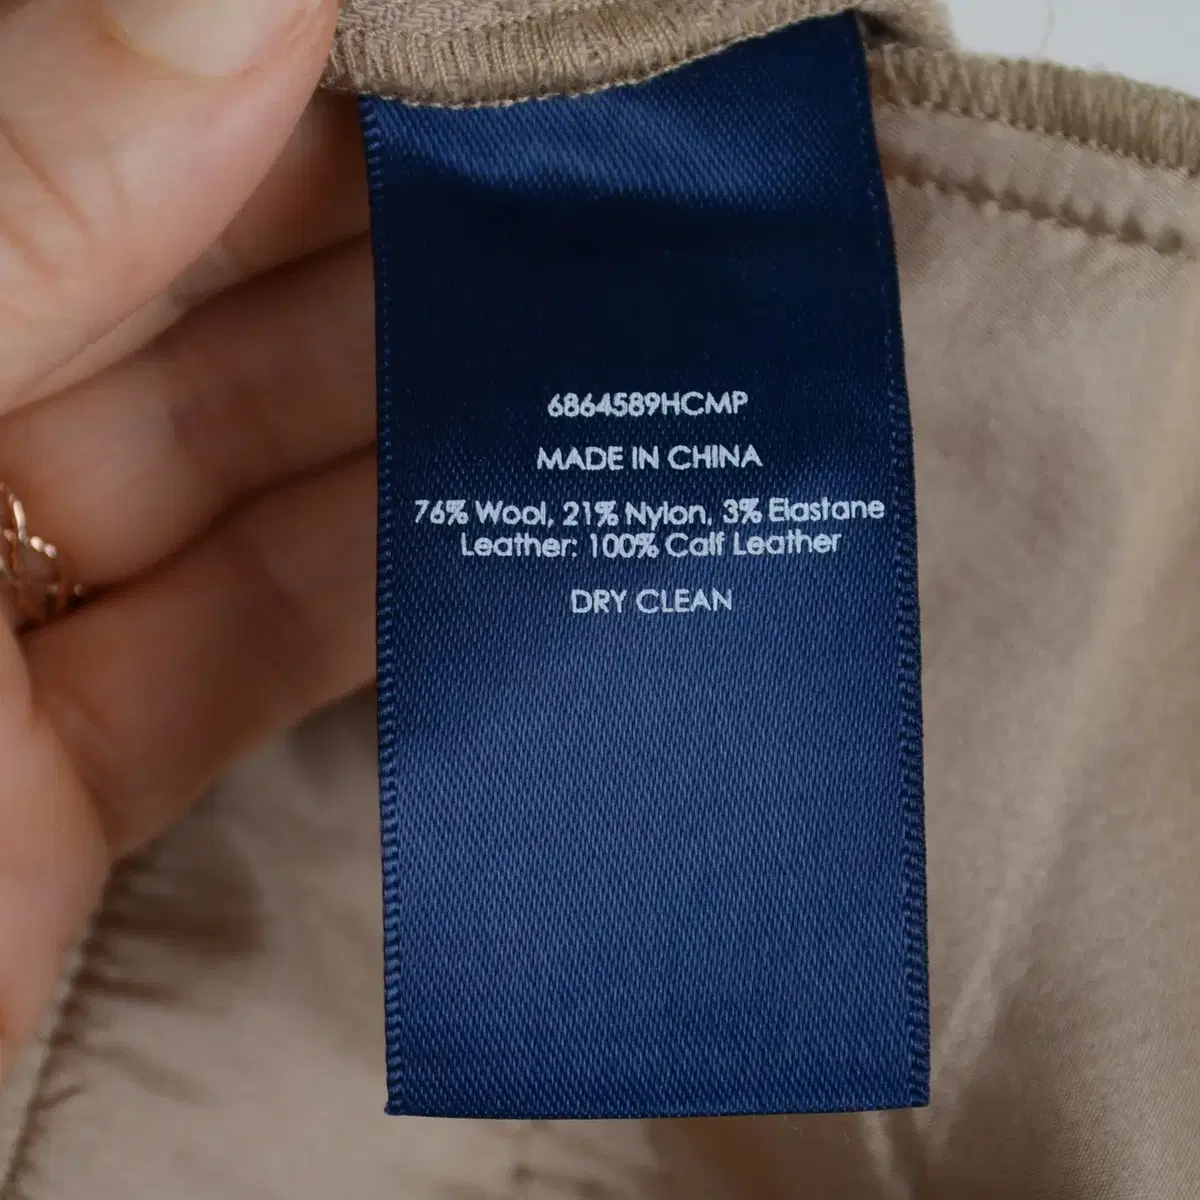 6864589HCMP
MADE IN CHINA
76% Wool, 21% Nylon, 3% Elastane
Leather: 100% Calf Leather
DRY CLEAN